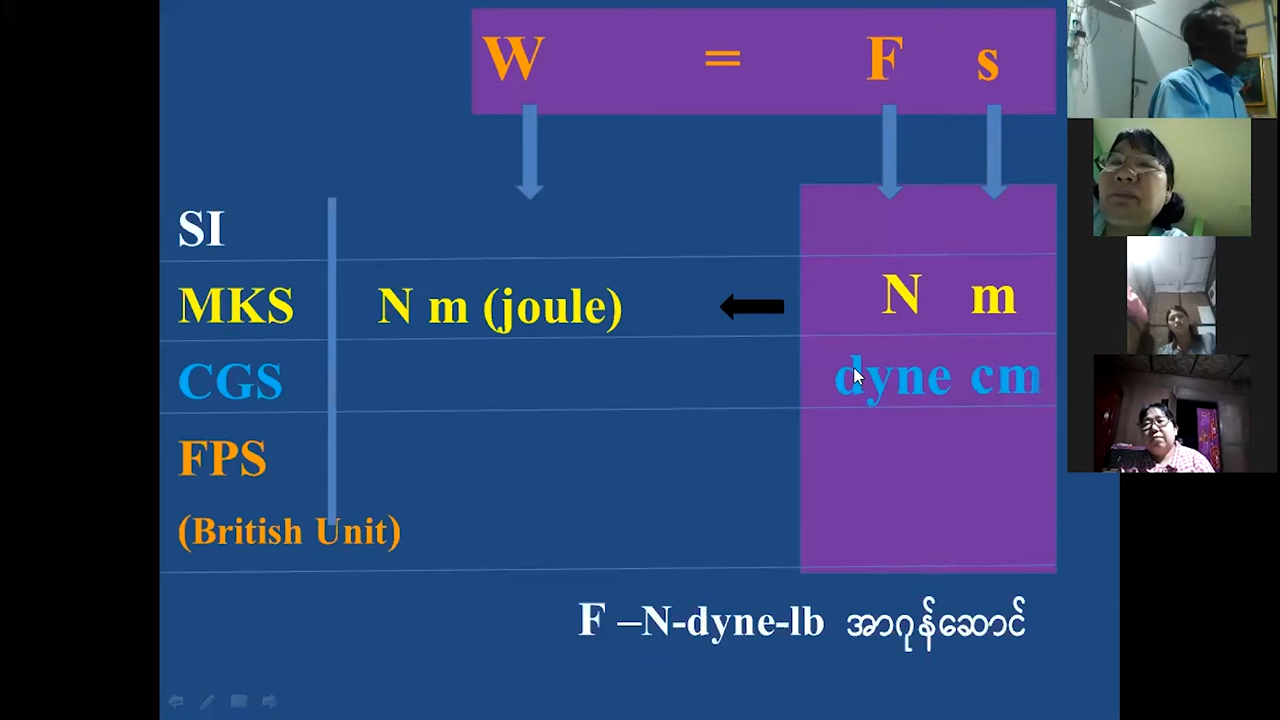 W = F s
SI
MKS N m (joule) N m
CGS dyne cm
FPS
(British Unit)
F –N-dyne-lb အာဂုန်ဆောင်